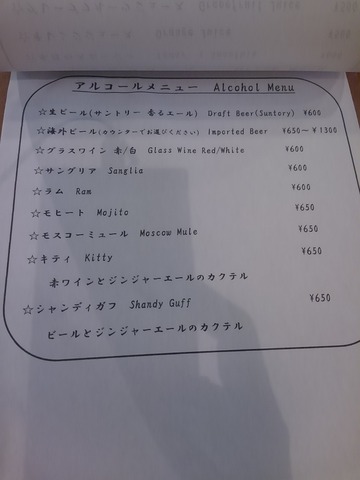 アルコールメニュー Alcohol Menu
☆生ビール(サントリー 香るエール) Draft Beer(Suntory) ¥600
☆海外ビール(カウンターでお選びください) Imported Beer ¥650～¥1300
☆グラスワイン 赤/白 Glass Wine Red/White ¥600
☆サングリア Sanglia ¥600
☆ラム Ram ¥600
☆モヒート Mojito ¥650
☆モスコーミュール Moscow Mule ¥650
☆キティ Kitty ¥650
赤ワインとジンジャーエールのカクテル
☆シャンディガフ Shandy Guff ¥650
ビールとジンジャーエールのカクテル